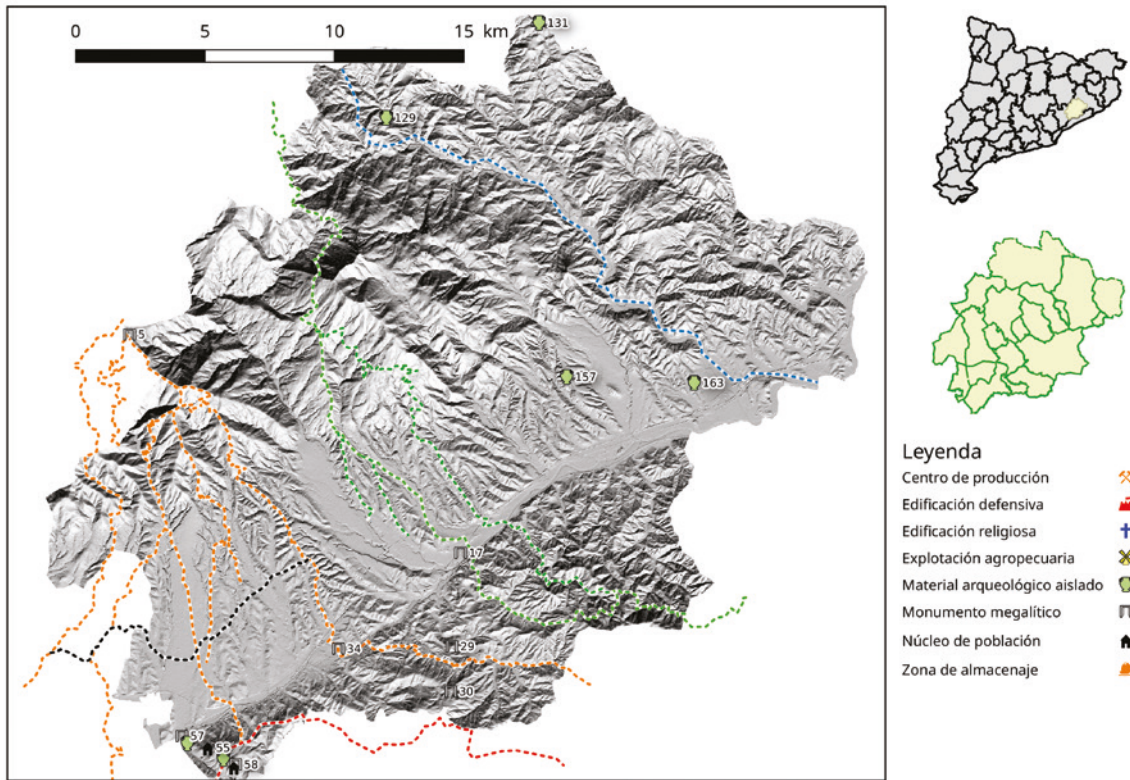 0 5 10 15 km
131
129
5
157
163
17
34
29
30
57
55
58
Leyenda
Centro de producción
Edificación defensiva
Edificación religiosa
Explotación agropecuaria
Material arqueológico aislado
Monumento megalítico
Núcleo de población
Zona de almacenaje